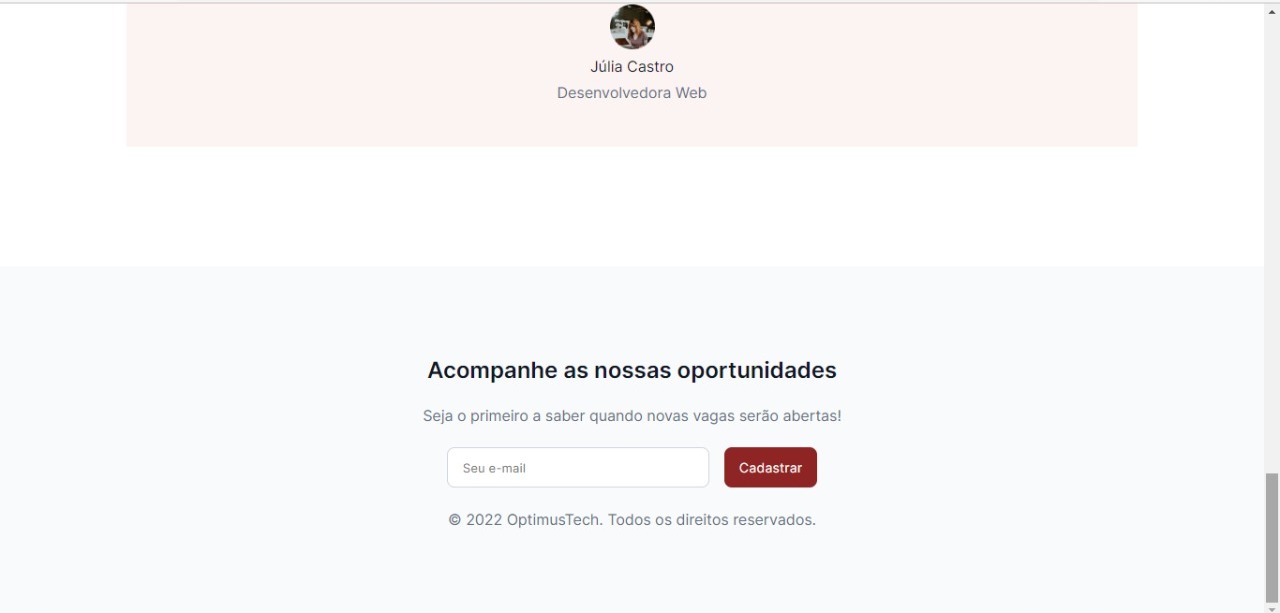 Júlia Castro
Desenvolvedora Web
Acompanhe as nossas oportunidades
Seja o primeiro a saber quando novas vagas serão abertas!
Seu e-mail
Cadastrar
© 2022 OptimusTech. Todos os direitos reservados.